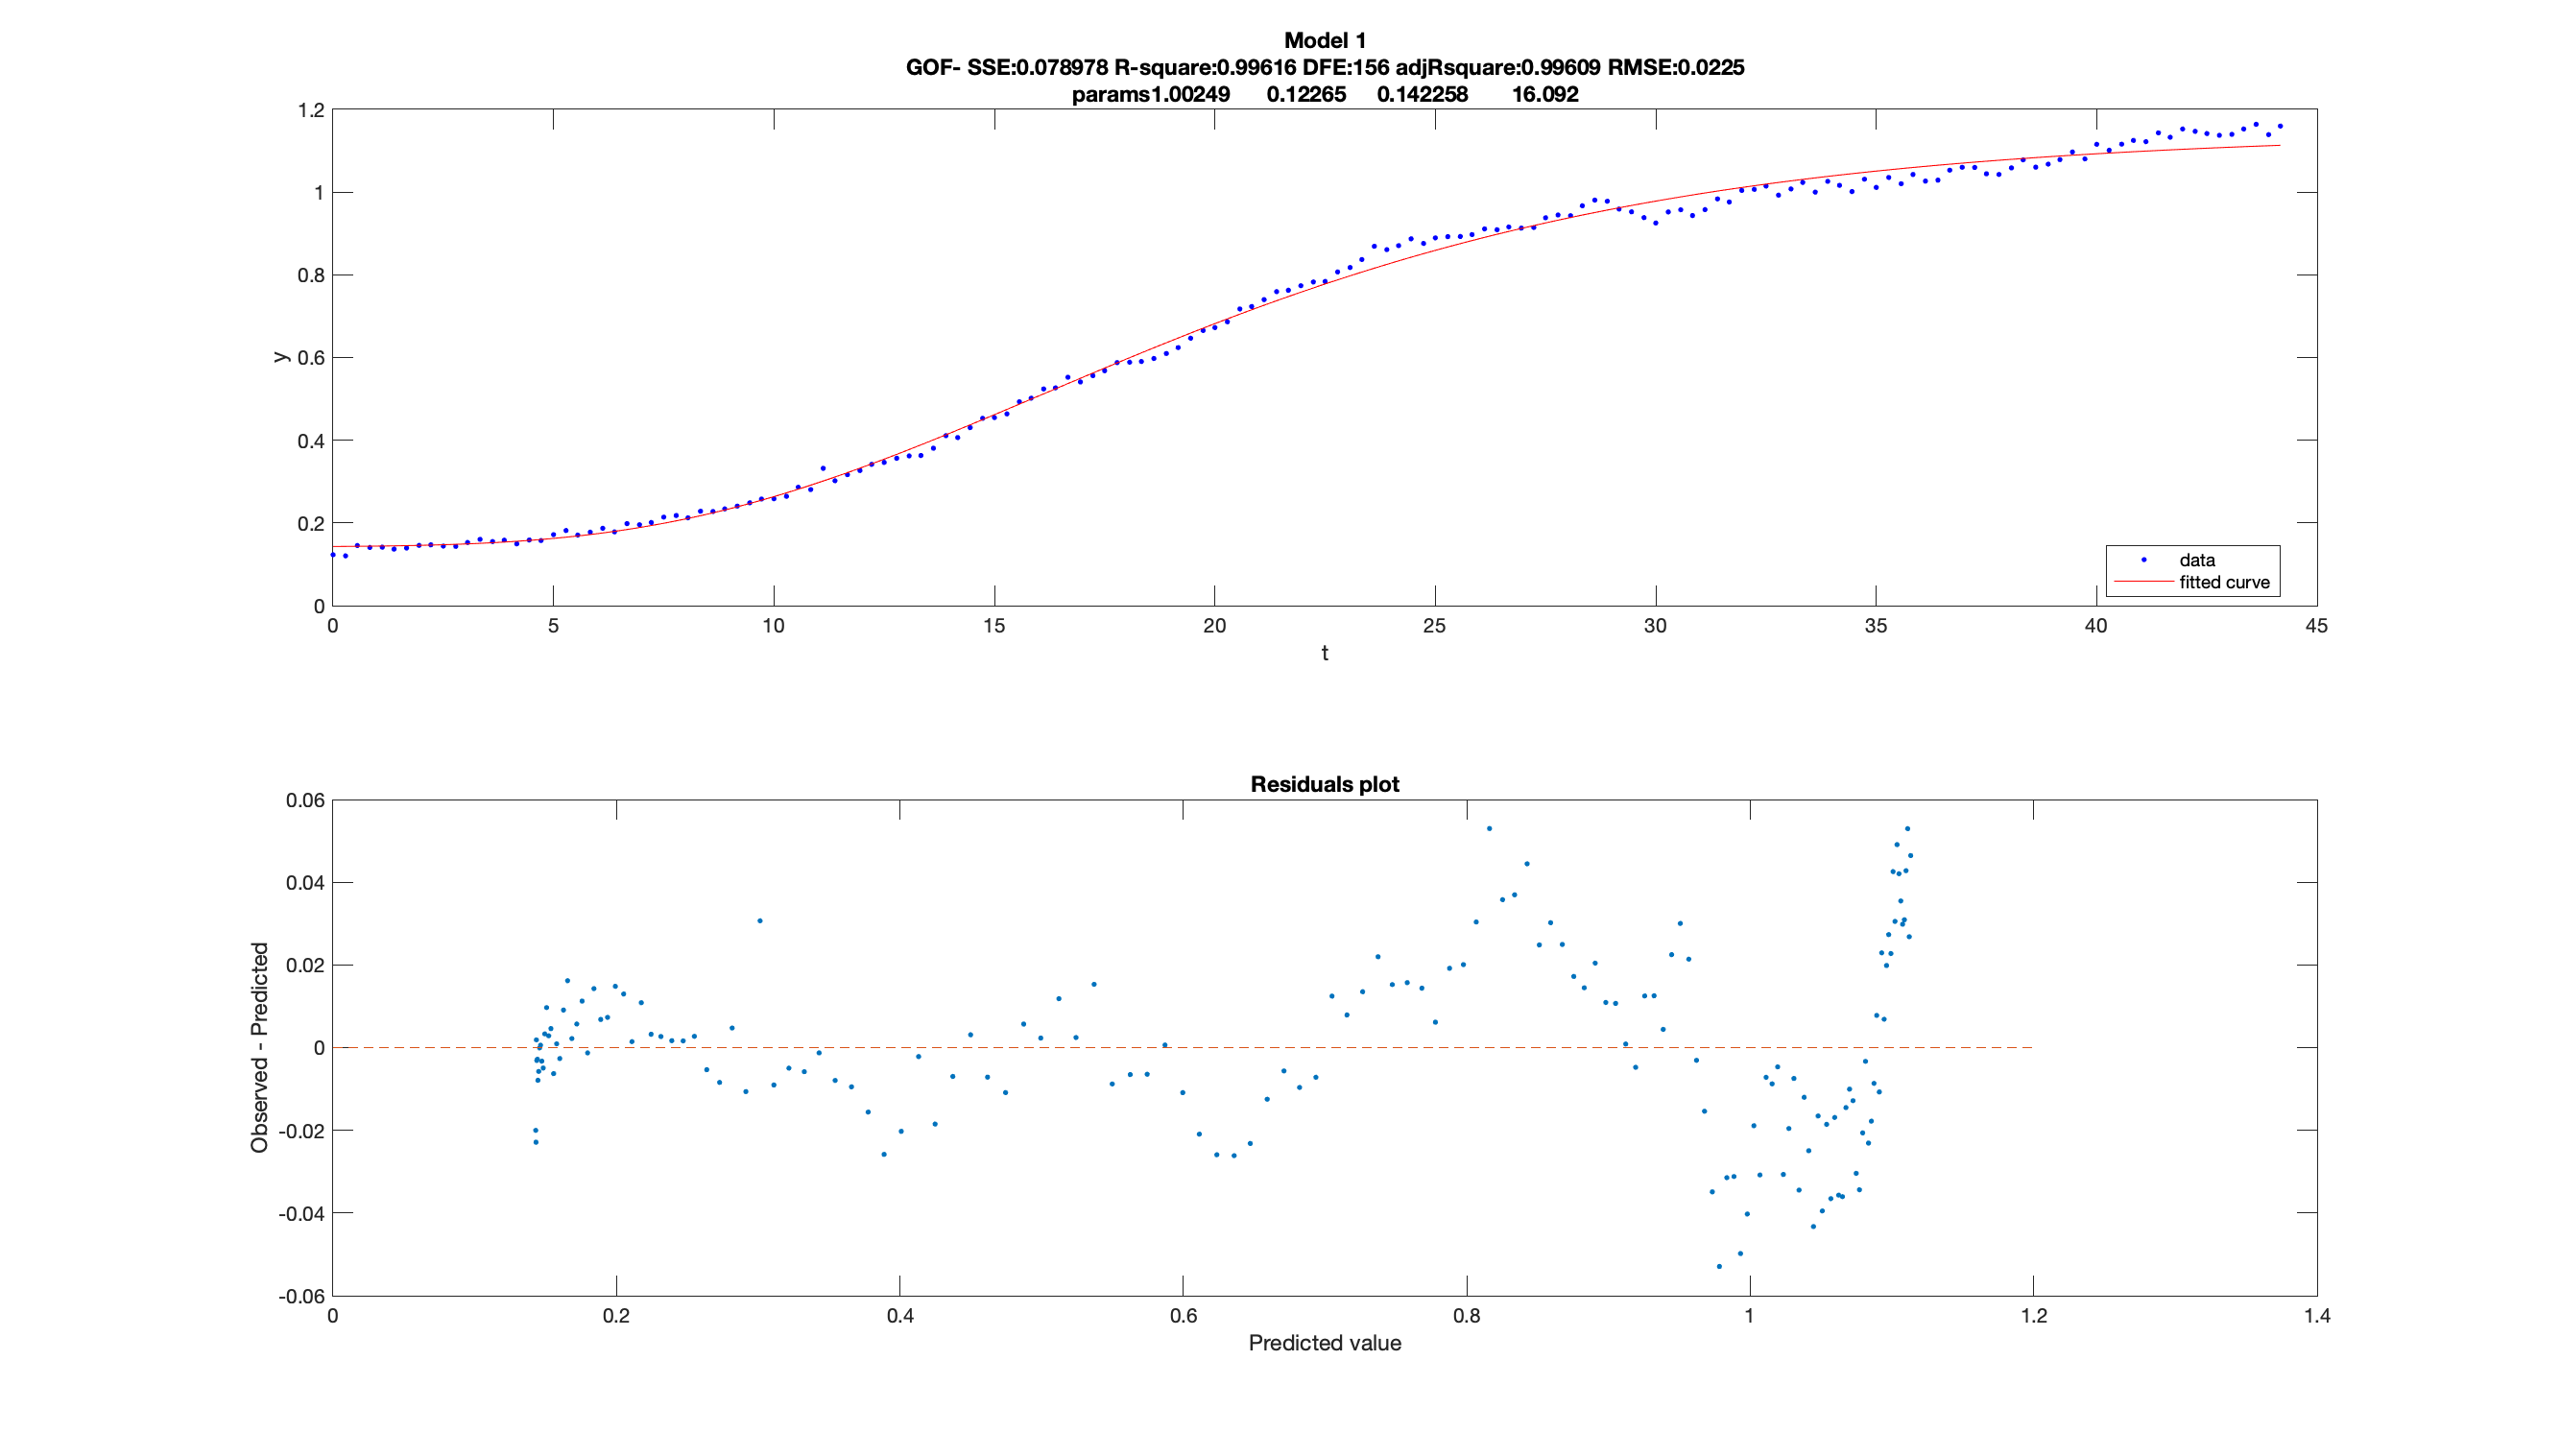 Model 1
GOF- SSE:0.078978 R-square:0.99616 DFE:156 adjRsquare:0.99609 RMSE:0.0225
params1.00249 0.12265 0.142258 16.092
1.2
1
0.8
0.6
0.4
0.2
0
y
0 5 10 15 20 25 30 35 40 45
t
data
fitted curve
Residuals plot
0.06
0.04
0.02
0
-0.02
-0.04
-0.06
Observed - Predicted
0 0.2 0.4 0.6 0.8 1 1.2 1.4
Predicted value